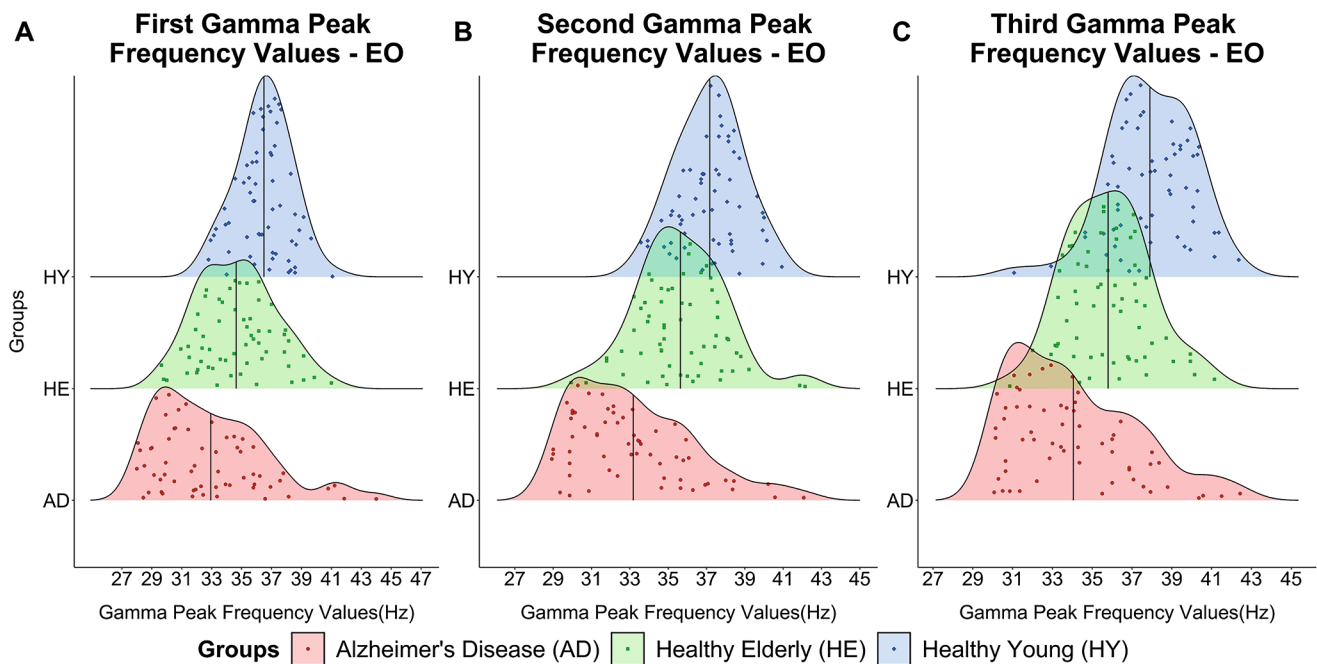 A
First Gamma Peak
Frequency Values - EO
B
Second Gamma Peak
Frequency Values - EO
C
Third Gamma Peak
Frequency Values - EO
Groups
HY
HE
AD
HY
HE
AD
HY
HE
AD
27 29 31 33 35 37 39 41 43 45 47
27 29 31 33 35 37 39 41 43 45
27 29 31 33 35 37 39 41 43 45
Gamma Peak Frequency Values(Hz)
Gamma Peak Frequency Values(Hz)
Gamma Peak Frequency Values(Hz)
Groups Alzheimer's Disease (AD) Healthy Elderly (HE) Healthy Young (HY)